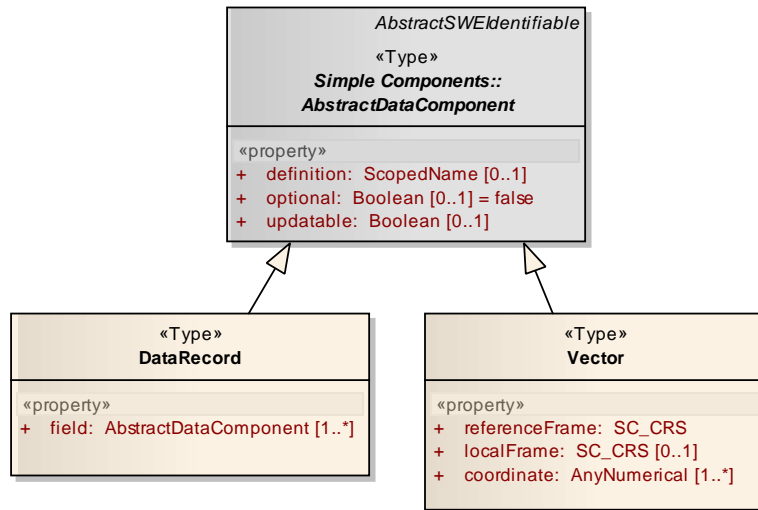 AbstractSWEIdentifiable
«Type»
Simple Components::
AbstractDataComponent
«property»
+ definition: ScopedName [0..1]
+ optional: Boolean [0..1] = false
+ updatable: Boolean [0..1]
«Type»
DataRecord
«property»
+ field: AbstractDataComponent [1..*]
«Type»
Vector
«property»
+ referenceFrame: SC_CRS
+ localFrame: SC_CRS [0..1]
+ coordinate: AnyNumerical [1..*]